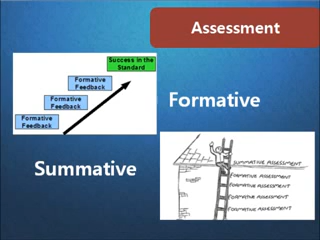 Assessment
Success in the
Standard
Formative
Feedback
Formative
Feedback
Formative
Feedback
Formative
Summative
SUMMATIVE ASSESSMENT
FORMATIVE ASSESSMENT
FORMATIVE ASSESSMENT
FORMATIVE ASSESSMENT
FORMATIVE ASSESSMENT